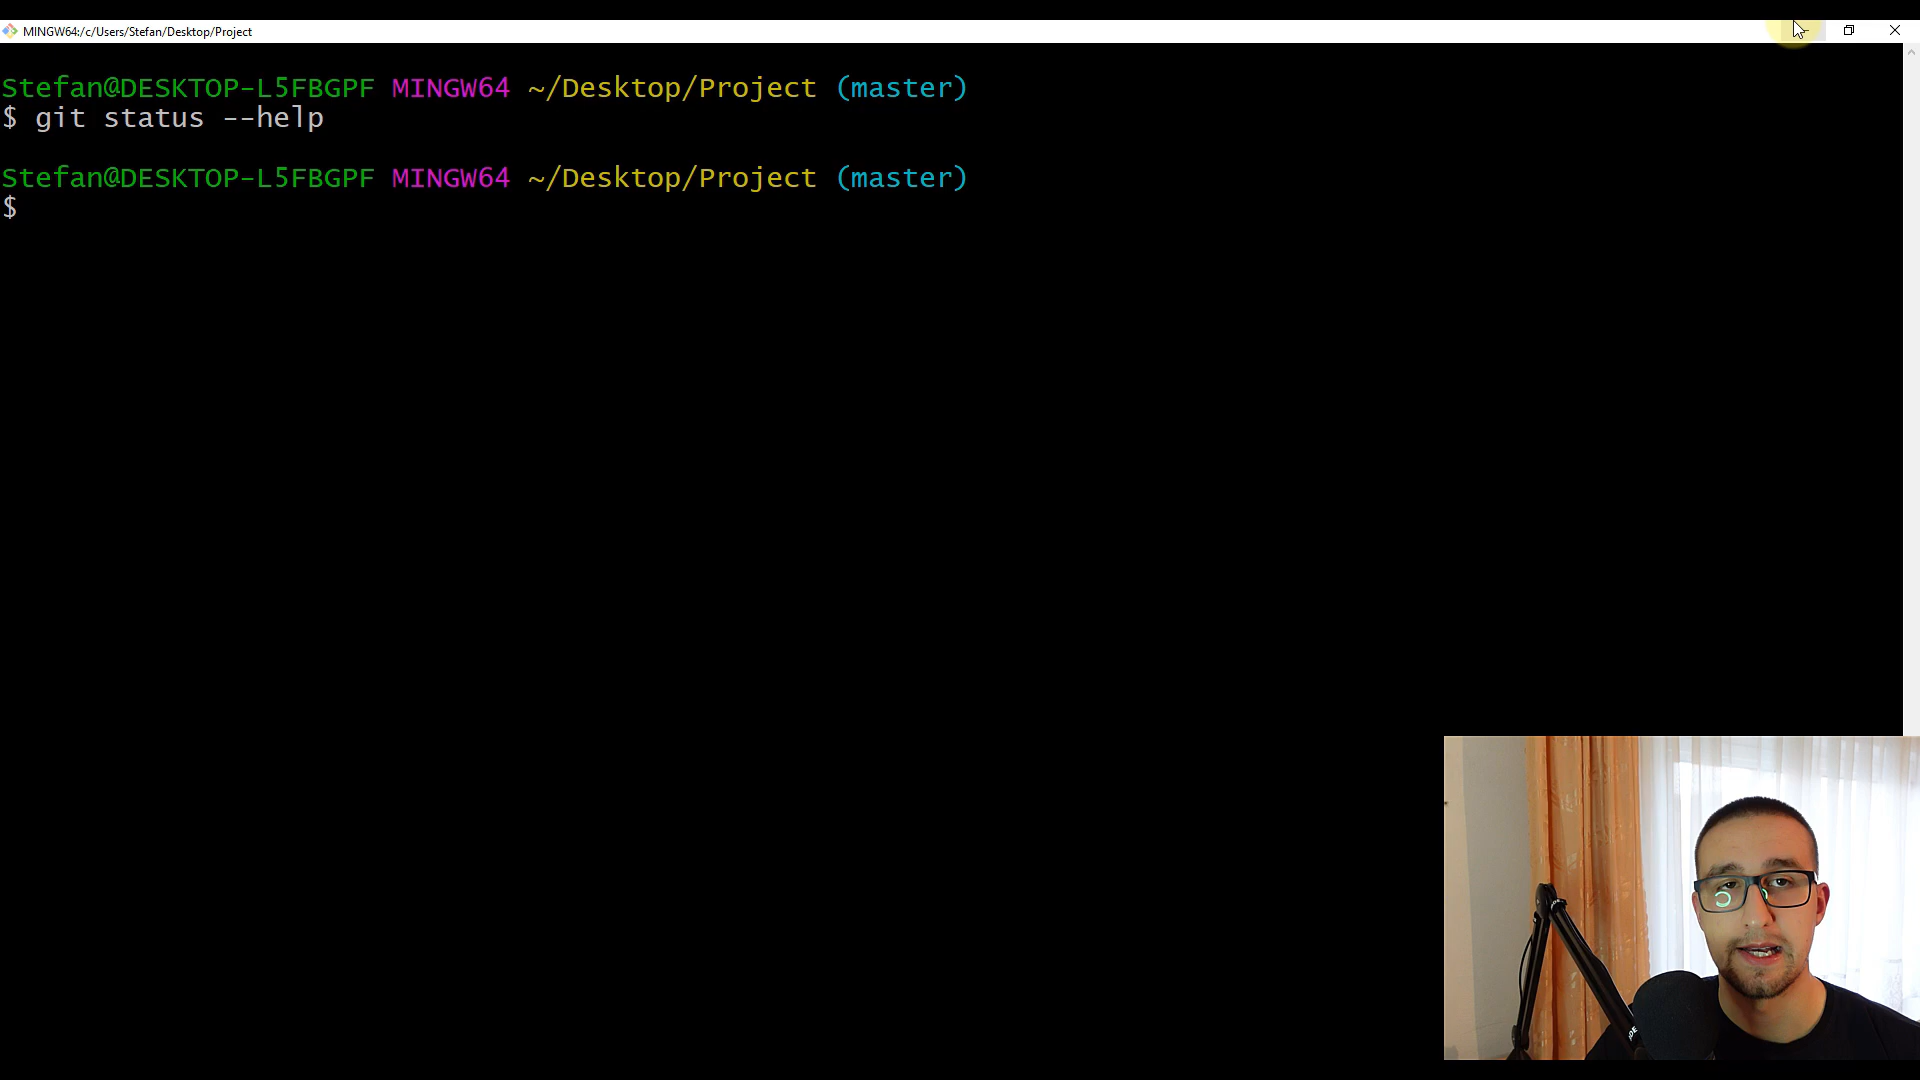 MINGW64:/c/Users/Stefan/Desktop/Project
Stefan@DESKTOP-L5FBGPF MINGW64 ~/Desktop/Project (master)
$ git status --help
Stefan@DESKTOP-L5FBGPF MINGW64 ~/Desktop/Project (master)
$